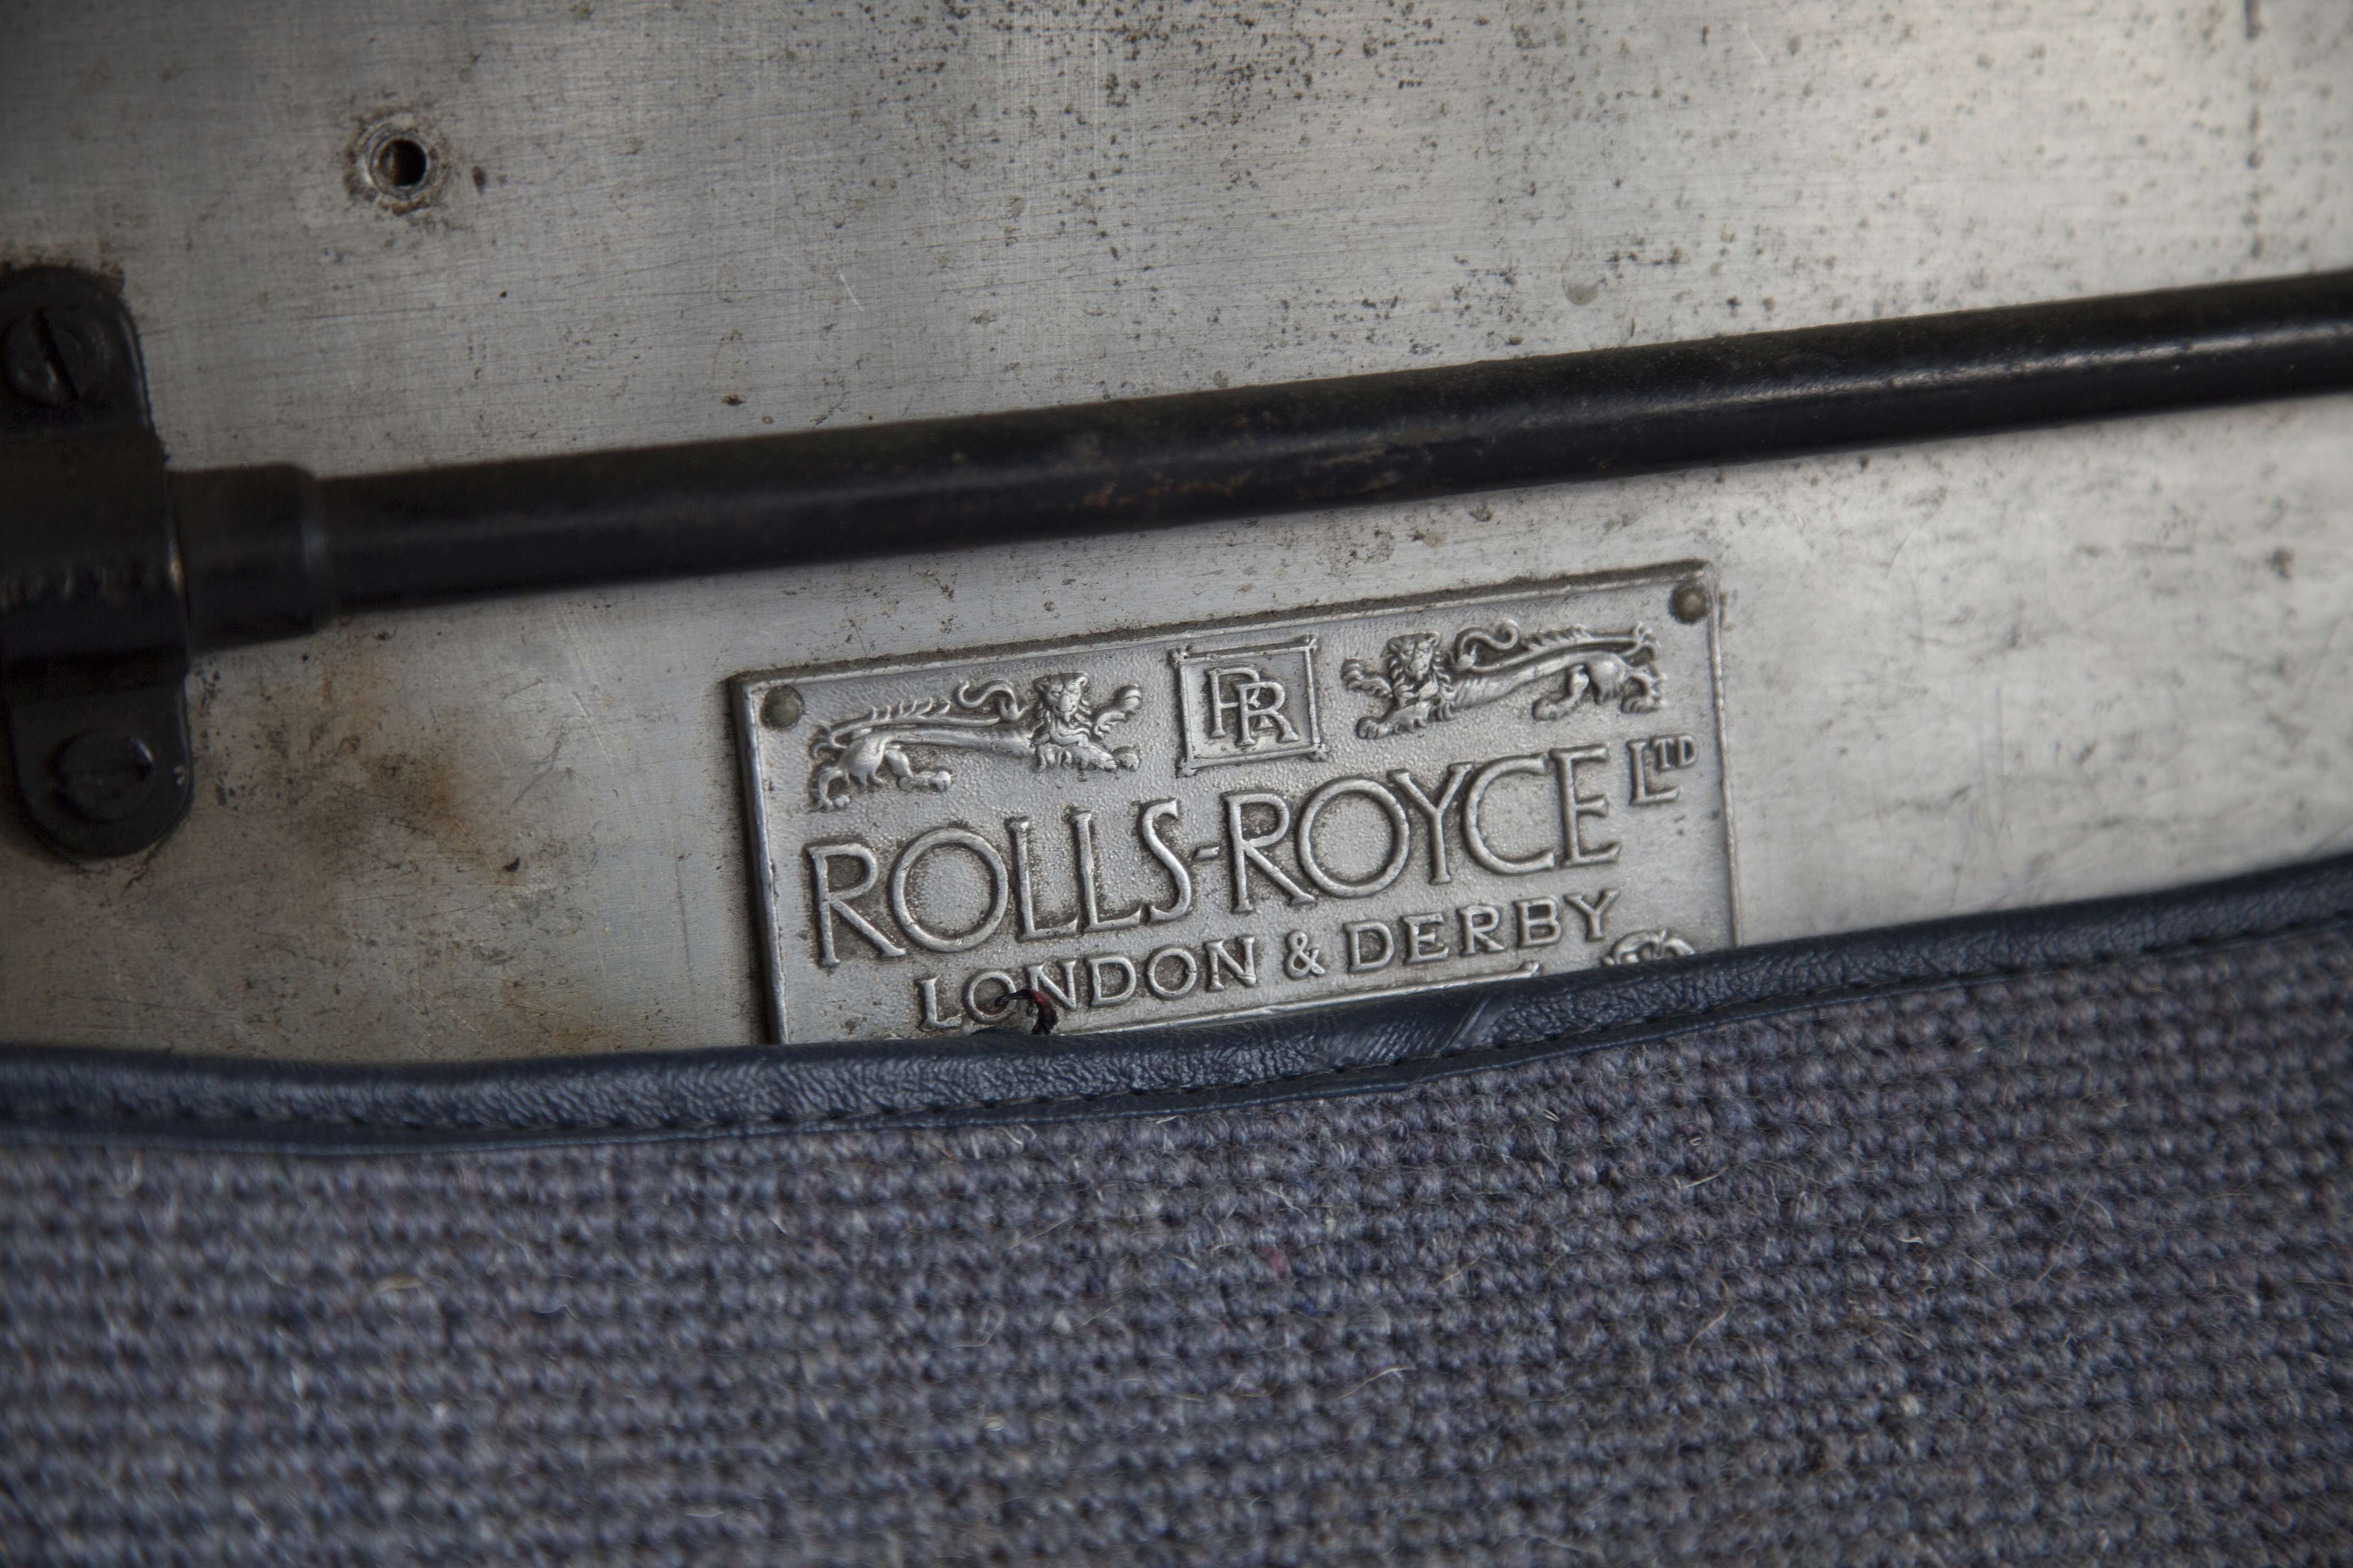 RR
ROLLS-ROYCE LTD
LONDON & DERBY